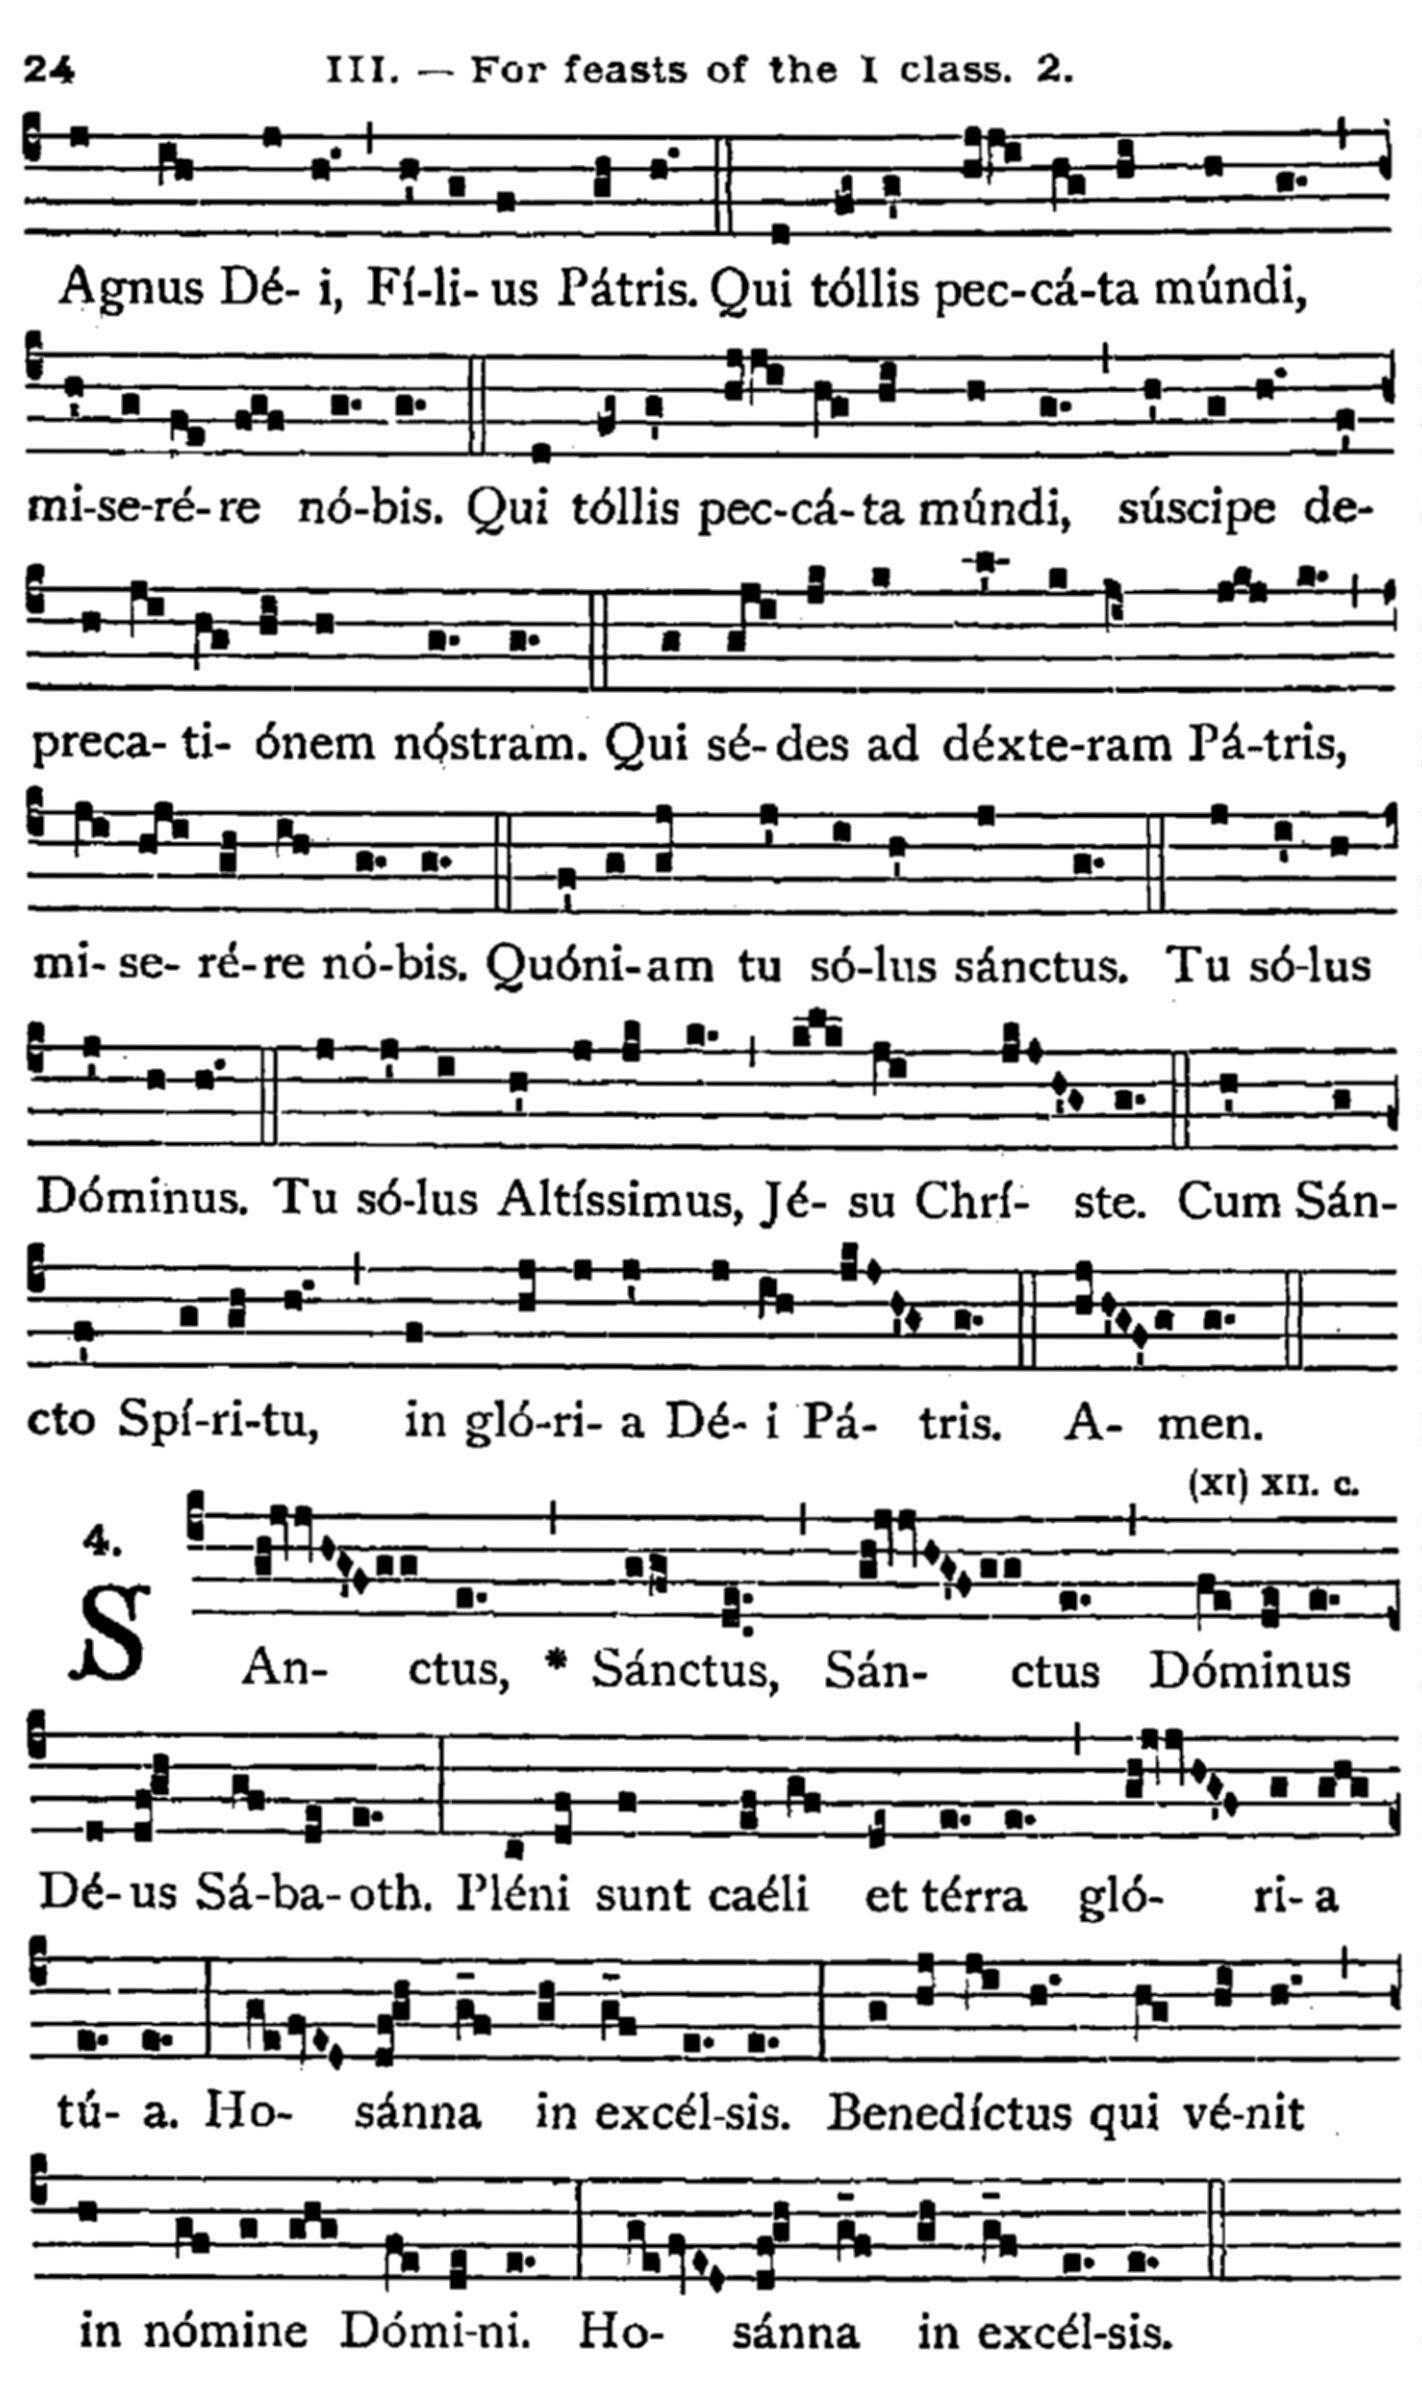 24 III. — For feasts of the I class. 2.
Agnus Dé- i, Fí-li- us Pátris. Qui tóllis pec-cá-ta múndi,
mi-se-ré-re nó-bis. Qui tóllis pec-cá-ta múndi, súscipe de-
preca- ti- ónem nóstram. Qui sé-des ad déxte-ram Pá-tris,
mi- se- ré-re nó-bis. Quóni-am tu só-lus sánctus. Tu só-lus
Dóminus. Tu só-lus Altíssimus, Jé- su Chrí- ste. Cum Sán-
cto Spí-ri-tu, in gló-ri- a Dé- i Pá- tris. A- men.
(XI) XII. c.
4.
SAn- ctus, * Sánctus, Sán- ctus Dóminus
Dé-us Sá-ba-oth. Pléni sunt caéli et térra gló- ri- a
tú- a. Ho- sánna in excél-sis. Benedíctus qui vé-nit
in nómine Dómi-ni. Ho- sánna in excél-sis.